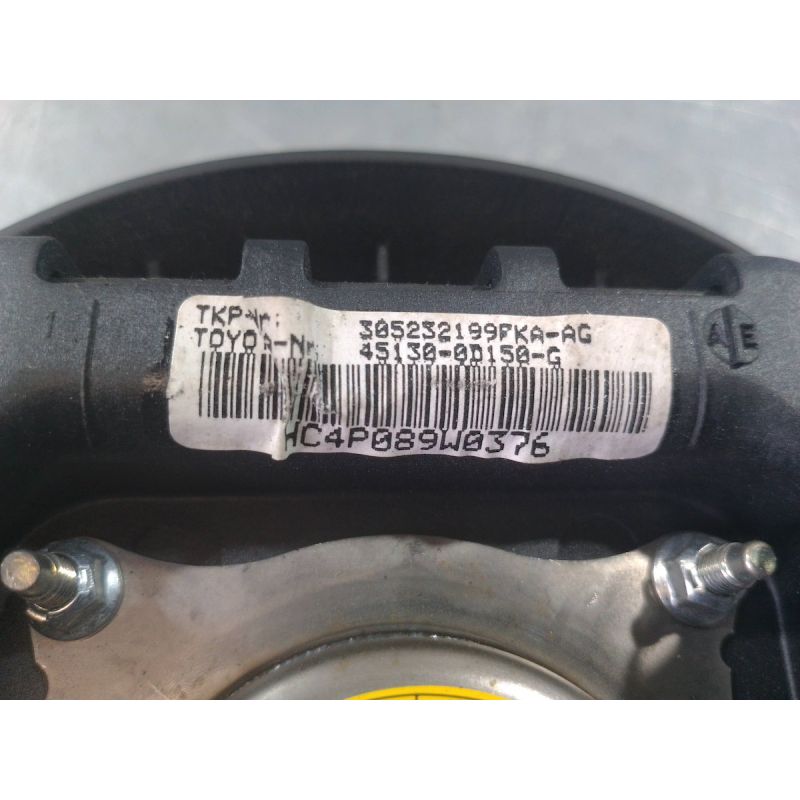 TKP-Nr: 305232199FKA-AG
TOYOTA-Nr: 45130-0D150-G
HC4P089W0376
A E